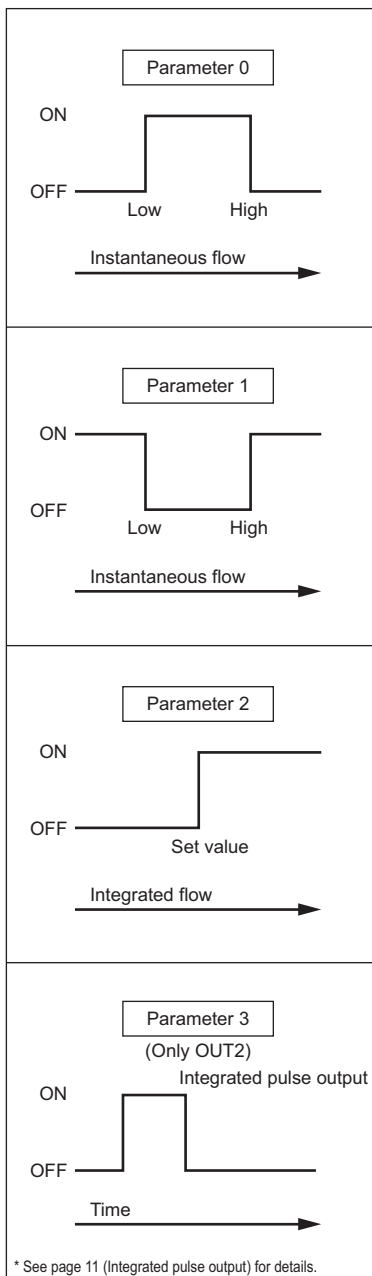 Parameter 0
ON
OFF
Low High
Instantaneous flow
Parameter 1
ON
OFF
Low High
Instantaneous flow
Parameter 2
ON
OFF
Set value
Integrated flow
Parameter 3
(Only OUT2)
Integrated pulse output
ON
OFF
Time
* See page 11 (Integrated pulse output) for details.